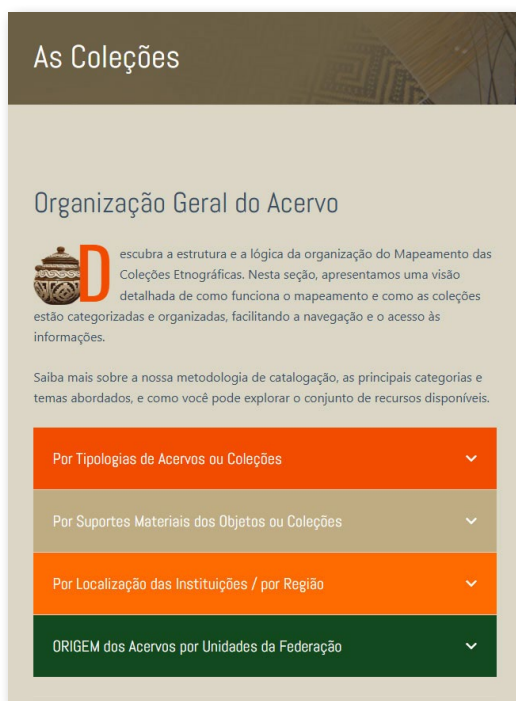 As Coleções
Organização Geral do Acervo
Descubra a estrutura e a lógica da organização do Mapeamento das
Coleções Etnográficas. Nesta seção, apresentamos uma visão
detalhada de como funciona o mapeamento e como as coleções
estão categorizadas e organizadas, facilitando a navegação e o acesso às
informações.
Saiba mais sobre a nossa metodologia de catalogação, as principais categorias e
temas abordados, e como você pode explorar o conjunto de recursos disponíveis.
Por Tipologias de Acervos ou Coleções
Por Suportes Materiais dos Objetos ou Coleções
Por Localização das Instituições / por Região
ORIGEM dos Acervos por Unidades da Federação